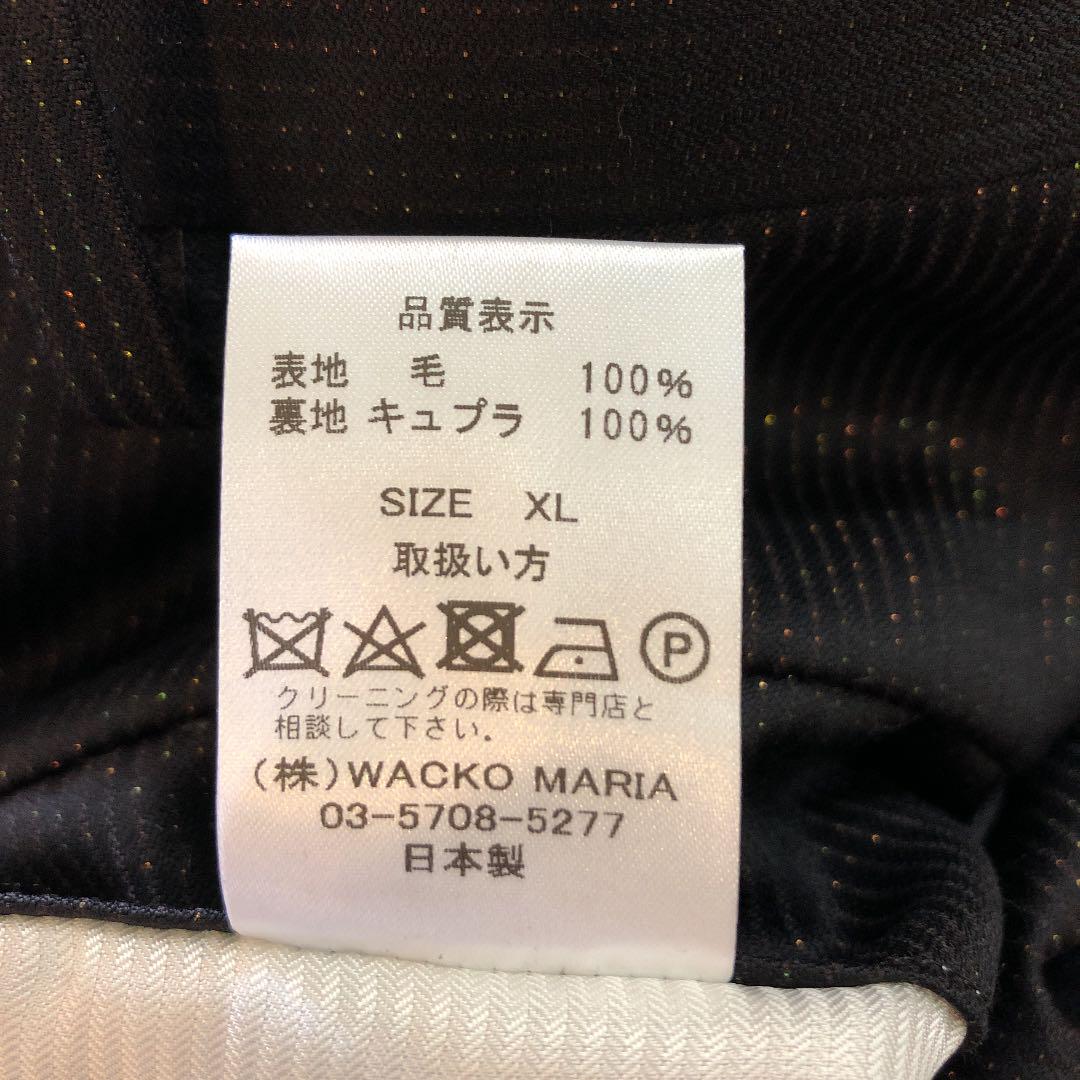 品質表示
表地 毛 100%
裏地 キュプラ 100%
SIZE XL
取扱い方
P
クリーニングの際は専門店と
相談して下さい.
(株)WACKO MARIA
03-5708-5277
日本製